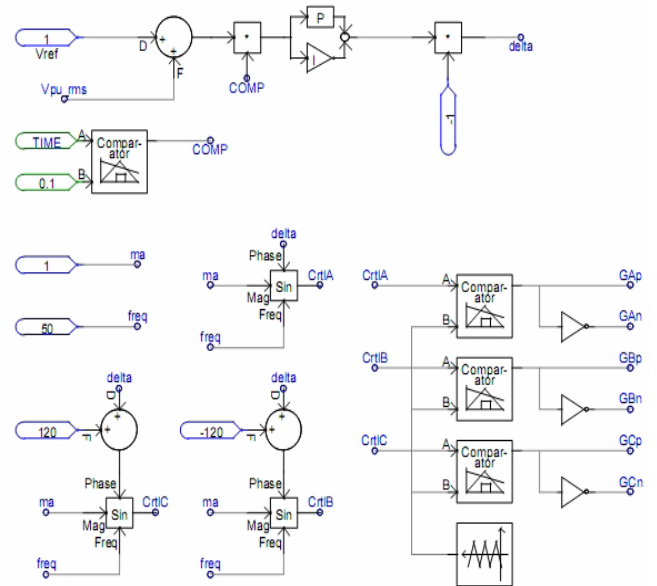 1
Vref
D
+
+
F
Vpu_rms
*
COMP
P
I
*
delta
-1
TIME
A
0.1
B
Compar-
ator
COMP
1
ma
50
freq
delta
Phase
ma
Mag
Sin
CrtlA
Freq
freq
CrtlA
A
B
Compar-
ator
GAp
GAn
CrtlB
A
B
Compar-
ator
GBp
GBn
CrtlC
A
B
Compar-
ator
GCp
GCn
delta
D
120
F
+
+
Phase
ma
Mag
Sin
CrtlC
Freq
freq
delta
D
-120
F
+
+
Phase
ma
Mag
Sin
CrtlB
Freq
freq